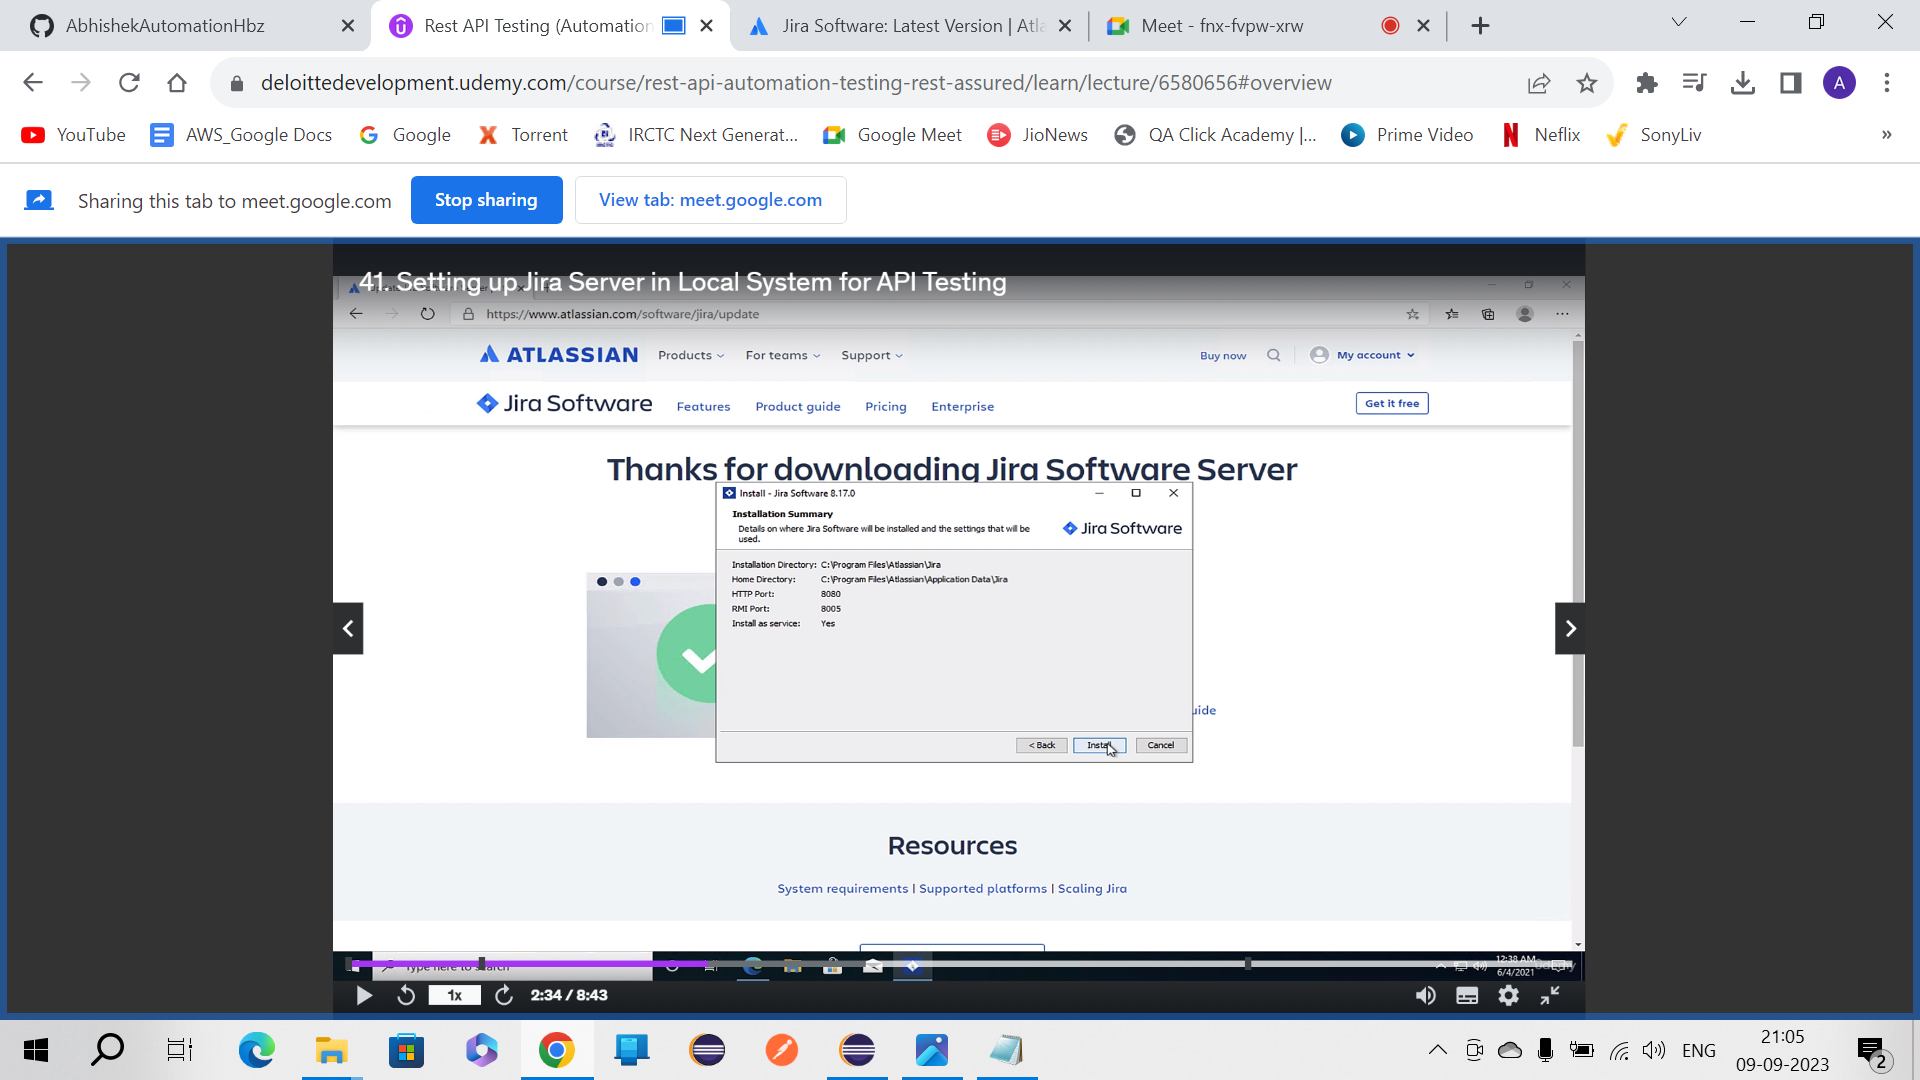 AbhishekAutomationHbz
Rest API Testing (Automation
Jira Software: Latest Version | Atla
Meet - fnx-fvpw-xrw
deloittedevelopment.udemy.com/course/rest-api-automation-testing-rest-assured/learn/lecture/6580656#overview
A
YouTube
AWS_Google Docs
Google
Torrent
IRCTC Next Generat...
Google Meet
JioNews
QA Click Academy |...
Prime Video
Neflix
SonyLiv
»
Sharing this tab to meet.google.com
Stop sharing
View tab: meet.google.com
41. Setting up Jira Server in Local System for API Testing
https://www.atlassian.com/software/jira/update
ATLASSIAN
Products
For teams
Support
Buy now
My account
Jira Software
Features
Product guide
Pricing
Enterprise
Get it free
Thanks for downloading Jira Software Server
Install - Jira Software 8.17.0
Installation Summary
Details on where Jira Software will be installed and the settings that will be
used.
Jira Software
Installation Directory: C:\Program Files\Atlassian\Jira
Home Directory: C:\Program Files\Atlassian\Application Data\Jira
HTTP Port: 8080
RMI Port: 8005
Install as service: Yes
uide
< Back
Install
Cancel
Resources
System requirements | Supported platforms | Scaling Jira
Type here to search
12:38 AM
6/4/2021
1x
2:34 / 8:43
ENG
21:05
09-09-2023
2